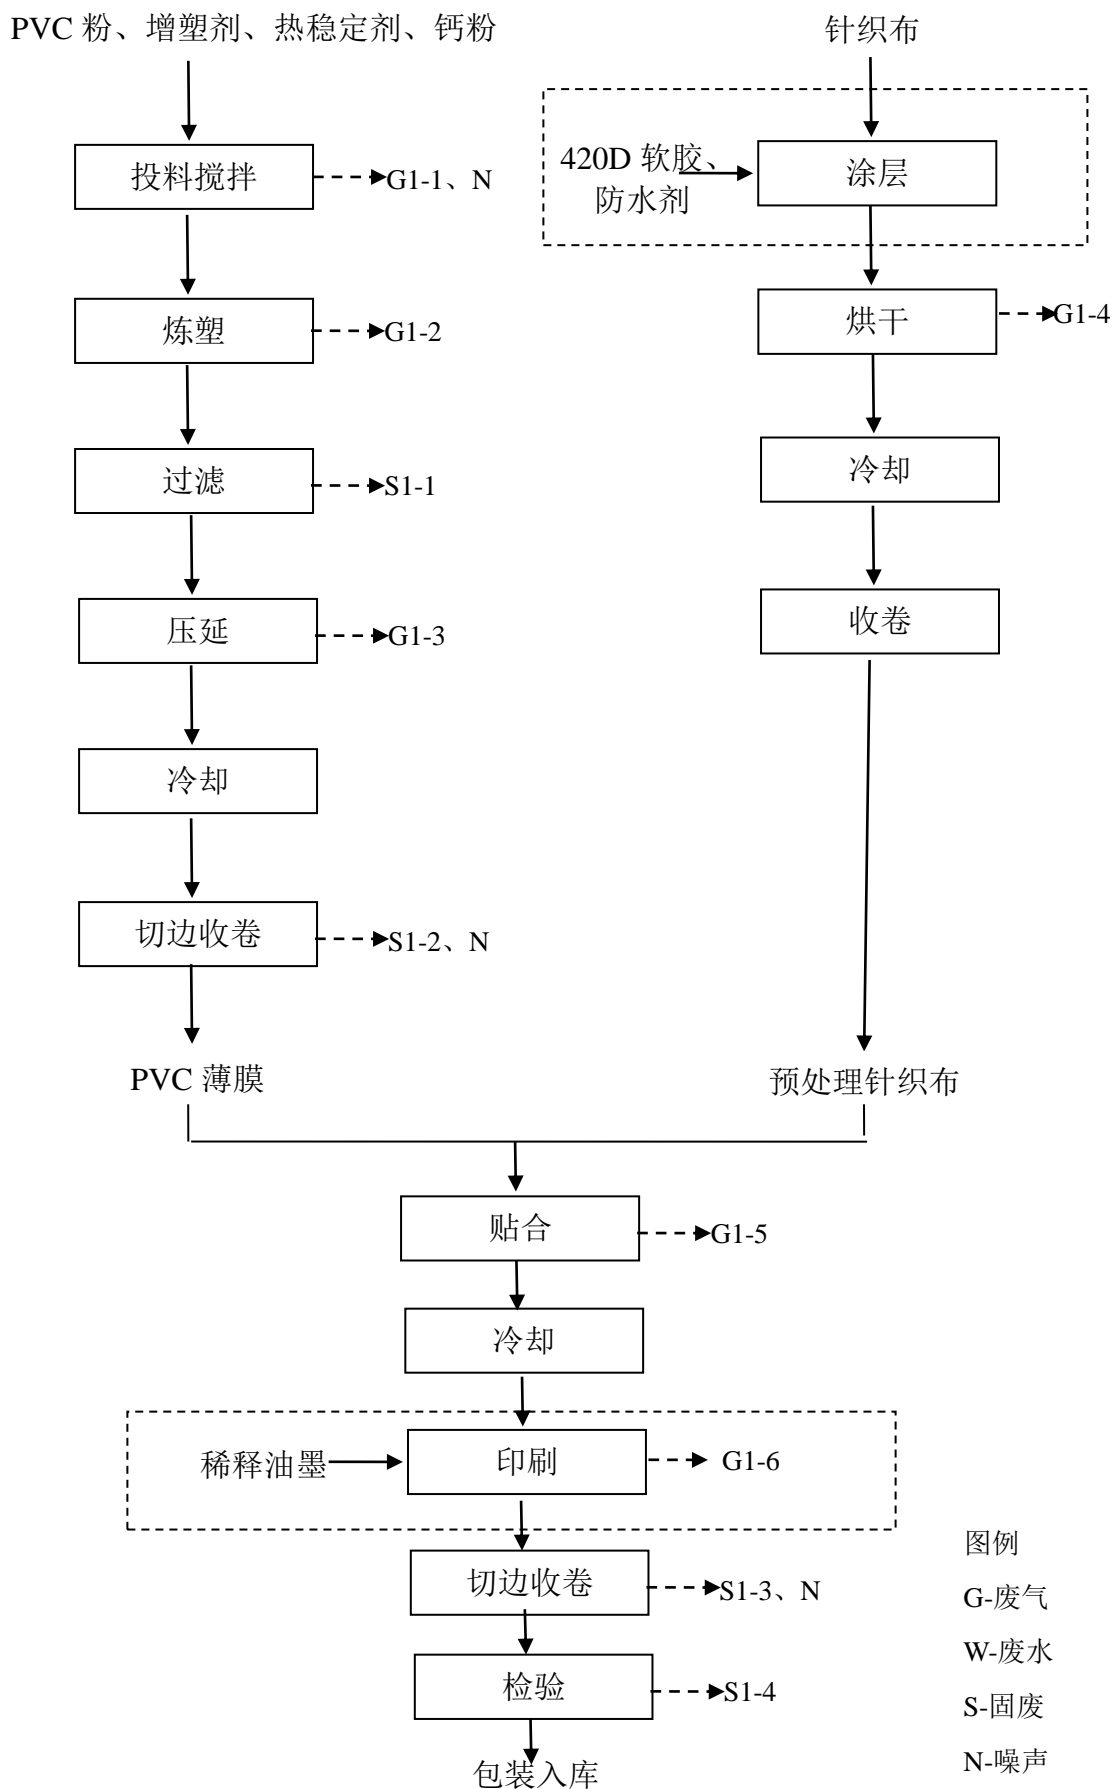 PVC 粉、增塑剂、热稳定剂、钙粉
针织布
投料搅拌
G1-1、N
420D 软胶、
防水剂
涂层
炼塑
G1-2
烘干
G1-4
过滤
S1-1
冷却
压延
G1-3
收卷
冷却
切边收卷
S1-2、N
PVC 薄膜
预处理针织布
贴合
G1-5
冷却
稀释油墨
印刷
G1-6
切边收卷
S1-3、N
检验
S1-4
包装入库
图例
G-废气
W-废水
S-固废
N-噪声